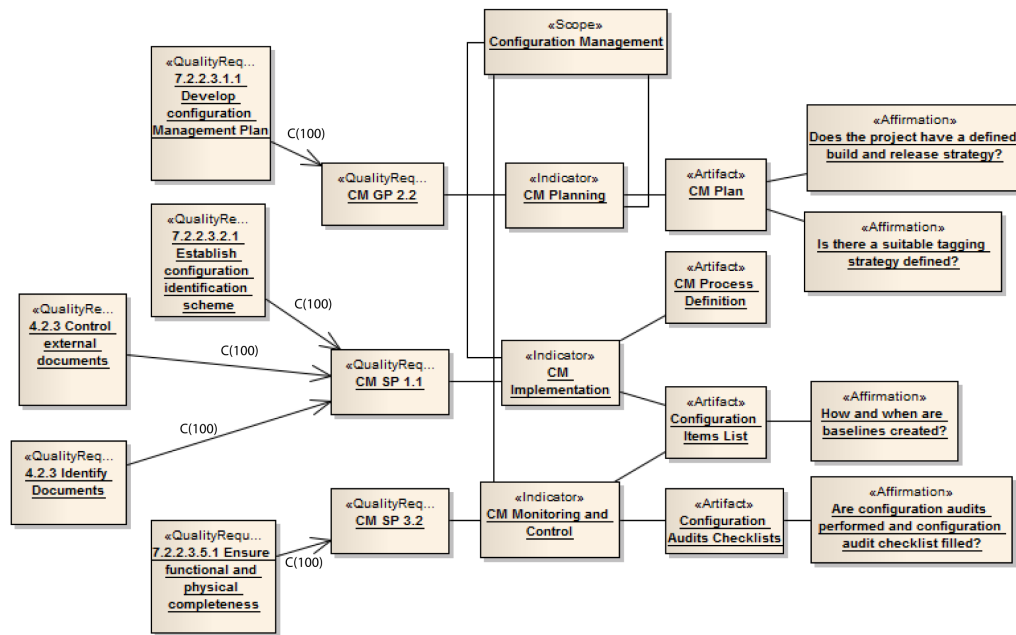 «Scope»
Configuration Management
«QualityReq...
7.2.2.3.1.1
Develop
configuration
Management Plan
C(100)
«QualityReq...
CM GP 2.2
«Indicator»
CM Planning
«Artifact»
CM Plan
«Affirmation»
Does the project have a defined
build and release strategy?
«Affirmation»
Is there a suitable tagging
strategy defined?
«QualityRe...
7.2.2.3.2.1
Establish
configuration
identification
scheme
C(100)
«Artifact»
CM Process
Definition
«QualityRe...
4.2.3 Control
external
documents
C(100)
«QualityReq...
CM SP 1.1
«Indicator»
CM
Implementation
«Artifact»
Configuration
Items List
«Affirmation»
How and when are
baselines created?
«QualityReq...
4.2.3 Identify
Documents
C(100)
«QualityReq...
CM SP 3.2
«Indicator»
CM Monitoring and
Control
«Artifact»
Configuration
Audits Checklists
«Affirmation»
Are configuration audits
performed and configuration
audit checklist filled?
«QualityRequ...
7.2.2.3.5.1 Ensure
functional and
physical
completeness
C(100)